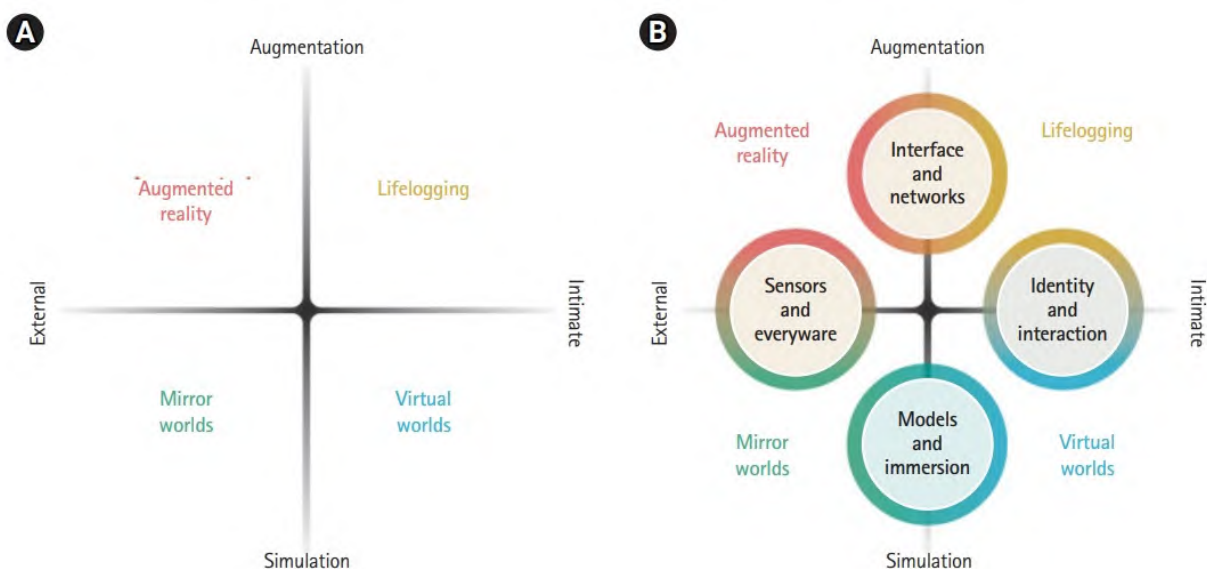 A
Augmentation
Augmented
reality
Lifelogging
External
Intimate
Mirror
worlds
Virtual
worlds
Simulation
B
Augmentation
Augmented
reality
Interface
and
networks
Lifelogging
External
Sensors
and
everyware
Identity
and
interaction
Intimate
Mirror
worlds
Models
and
immersion
Virtual
worlds
Simulation